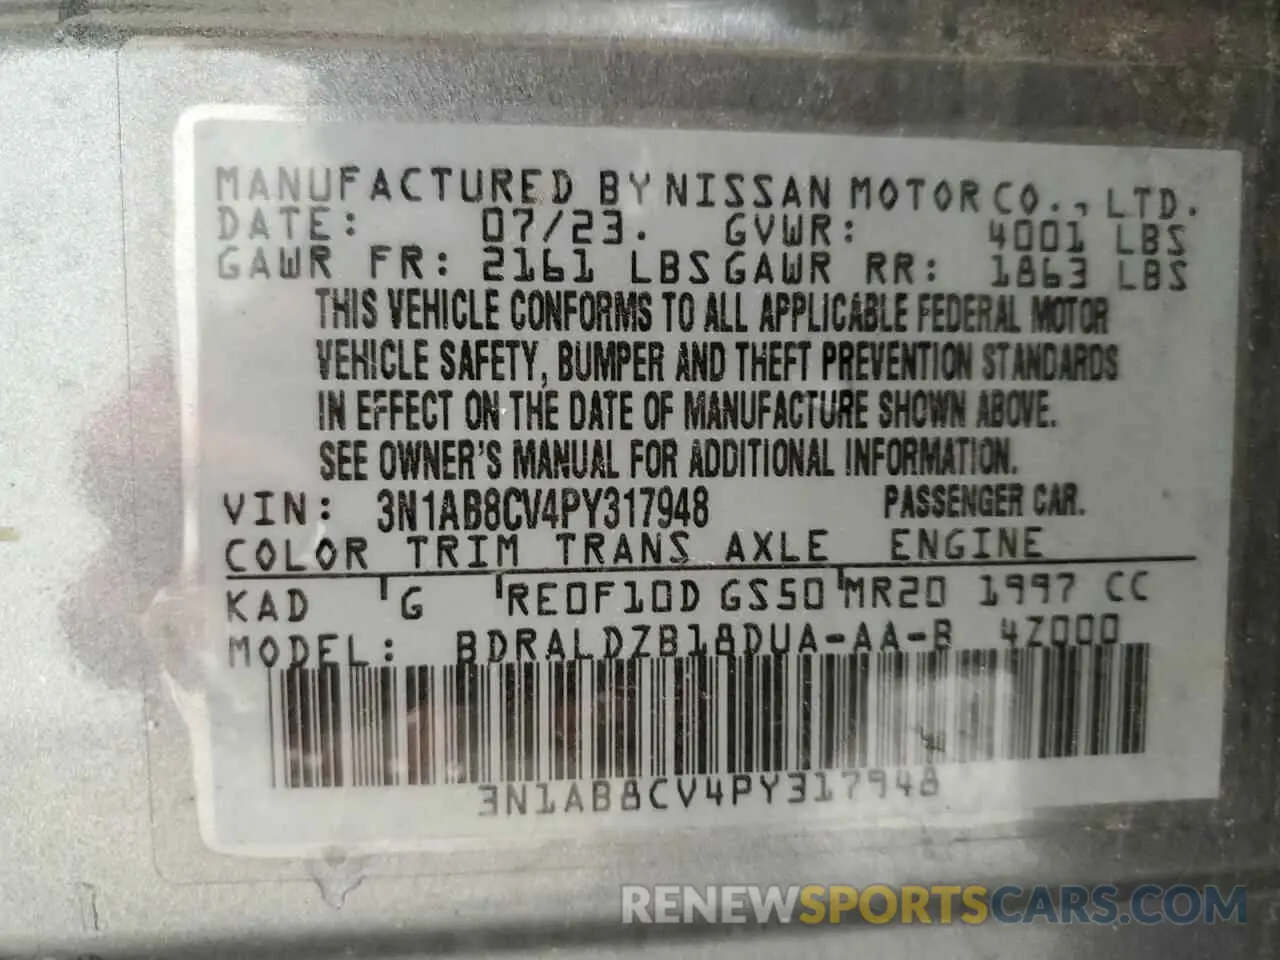 MANUFACTURED BY NISSAN MOTOR CO., LTD.
DATE: 07/23. GVWR: 4001 LBS
GAWR FR: 2161 LBS GAWR RR: 1863 LBS
THIS VEHICLE CONFORMS TO ALL APPLICABLE FEDERAL MOTOR
VEHICLE SAFETY, BUMPER AND THEFT PREVENTION STANDARDS
IN EFFECT ON THE DATE OF MANUFACTURE SHOWN ABOVE.
SEE OWNER'S MANUAL FOR ADDITIONAL INFORMATION.
VIN: 3N1AB8CV4PY317948 PASSENGER CAR.
COLOR TRIM TRANS AXLE ENGINE
KAD G RE0F10D GS50 MR20 1997 CC
MODEL: BDRALDZB18DUA-AA-B 4Z000
3N1AB8CV4PY317948
RENEWSPORTSCARS.COM